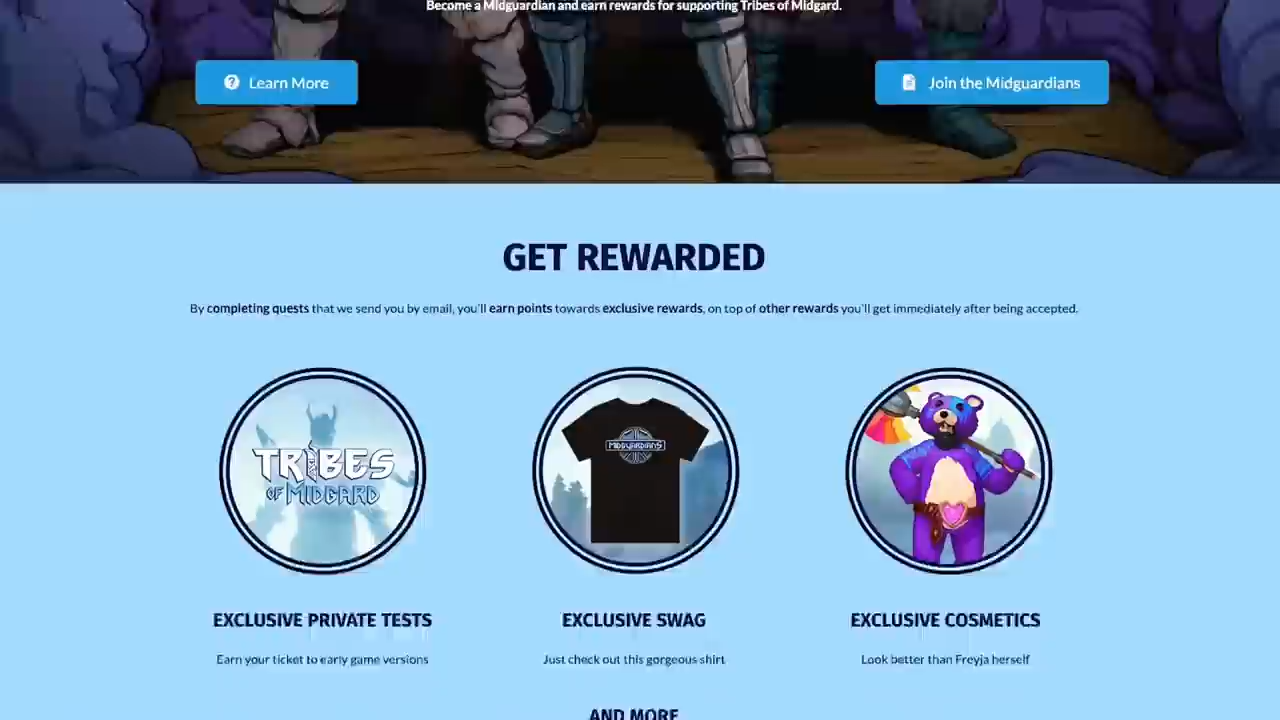 Become a Midguardian and earn rewards for supporting Tribes of Midgard.
Learn More
Join the Midguardians
GET REWARDED
By completing quests that we send you by email, you'll earn points towards exclusive rewards, on top of other rewards you'll get immediately after being accepted.
TRIBES
OF MIDGARD
MIDGUARDIANS
EXCLUSIVE PRIVATE TESTS
EXCLUSIVE SWAG
EXCLUSIVE COSMETICS
Earn your ticket to early game versions
Just check out this gorgeous shirt
Look better than Freyja herself
AND MORE